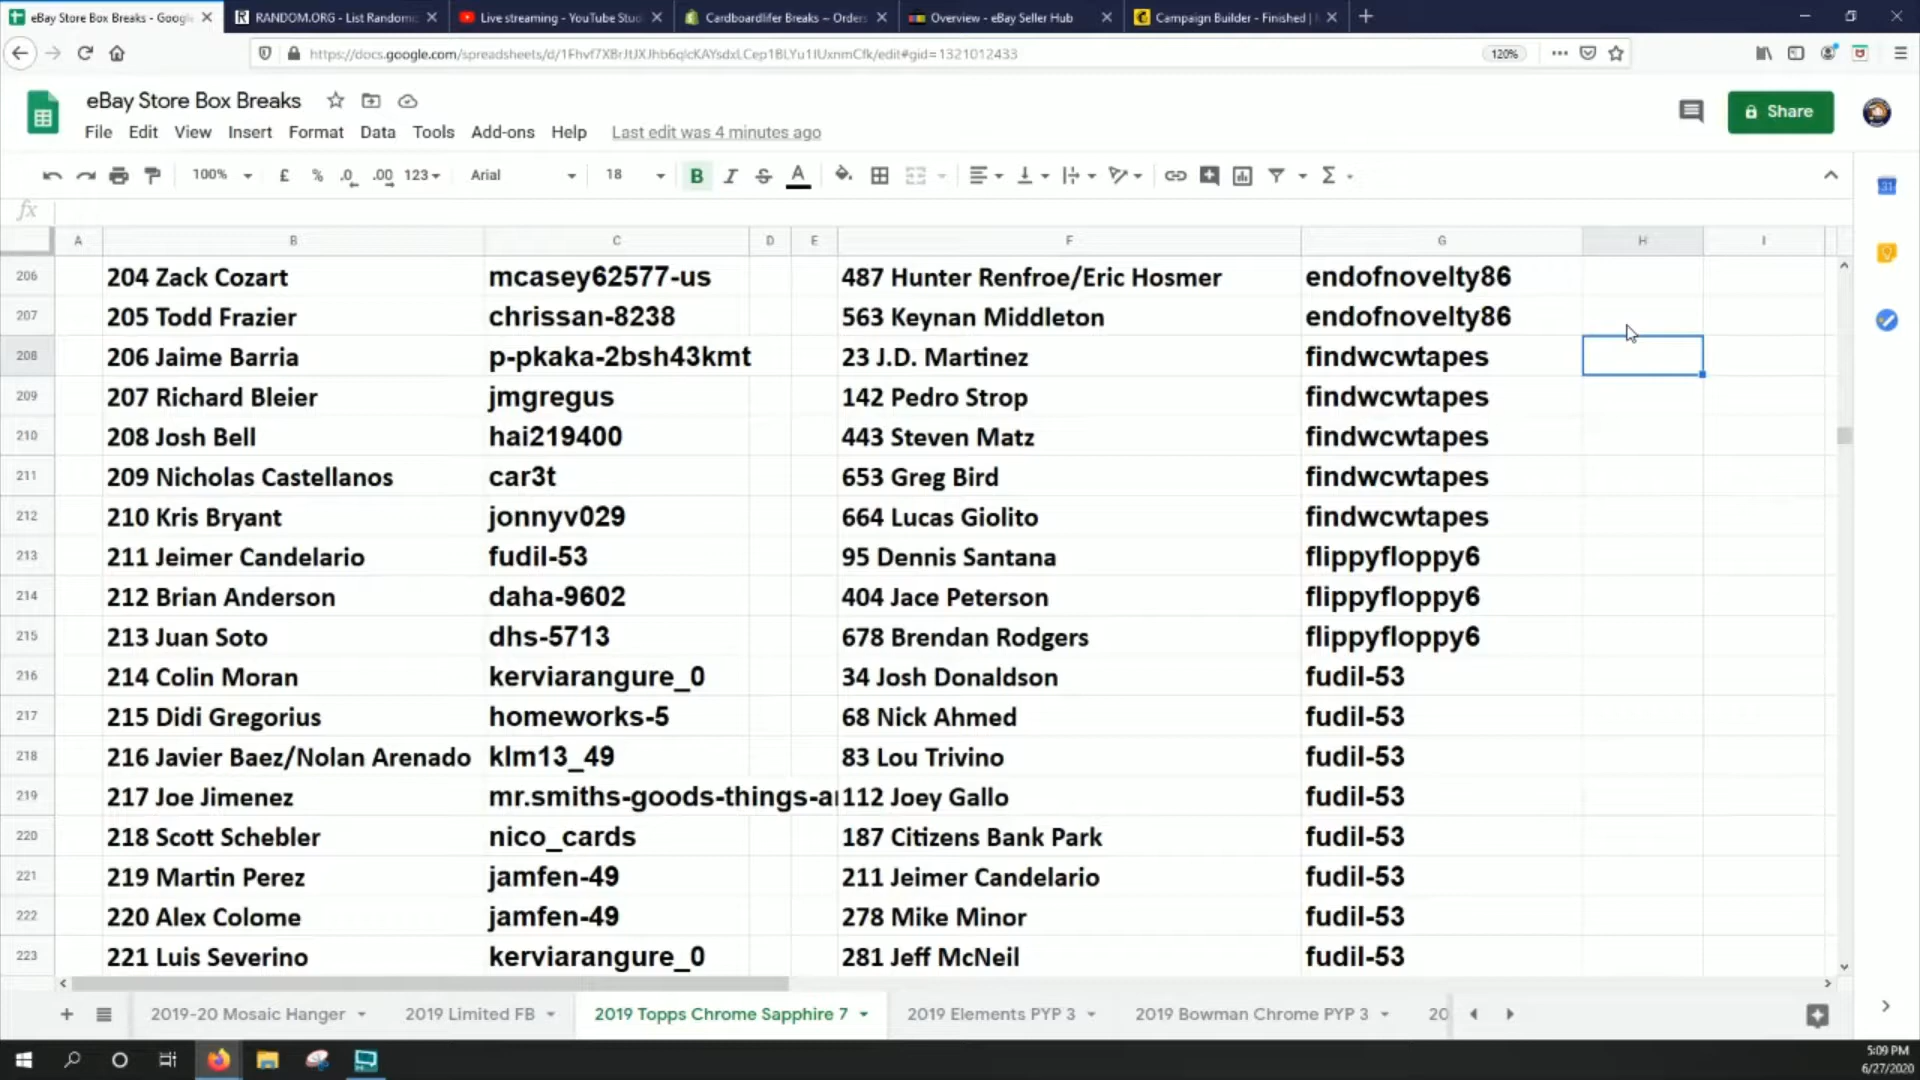 eBay Store Box Breaks - Google
RANDOM.ORG - List Randomi
Live streaming - YouTube Stud
Cardboardlifer Breaks ~ Orders
Overview - eBay Seller Hub
Campaign Builder - Finished |
120%
eBay Store Box Breaks
Share
File Edit View Insert Format Data Tools Add-ons Help Last edit was 4 minutes ago
100% £ % .0 .00 123 Arial 18 B I S A
fx
A B C D E F G H I
206 204 Zack Cozart mcasey62577-us 487 Hunter Renfroe/Eric Hosmer endofnovelty86
207 205 Todd Frazier chrissan-8238 563 Keynan Middleton endofnovelty86
208 206 Jaime Barria p-pkaka-2bsh43kmt 23 J.D. Martinez findwcwtapes
209 207 Richard Bleier jmgregus 142 Pedro Strop findwcwtapes
210 208 Josh Bell hai219400 443 Steven Matz findwcwtapes
211 209 Nicholas Castellanos car3t 653 Greg Bird findwcwtapes
212 210 Kris Bryant jonnyv029 664 Lucas Giolito findwcwtapes
213 211 Jeimer Candelario fudil-53 95 Dennis Santana flippyfloppy6
214 212 Brian Anderson daha-9602 404 Jace Peterson flippyfloppy6
215 213 Juan Soto dhs-5713 678 Brendan Rodgers flippyfloppy6
216 214 Colin Moran kerviarangure_0 34 Josh Donaldson fudil-53
217 215 Didi Gregorius homeworks-5 68 Nick Ahmed fudil-53
218 216 Javier Baez/Nolan Arenado klm13_49 83 Lou Trivino fudil-53
219 217 Joe Jimenez mr.smiths-goods-things-ar 112 Joey Gallo fudil-53
220 218 Scott Schebler nico_cards 187 Citizens Bank Park fudil-53
221 219 Martin Perez jamfen-49 211 Jeimer Candelario fudil-53
222 220 Alex Colome jamfen-49 278 Mike Minor fudil-53
223 221 Luis Severino kerviarangure_0 281 Jeff McNeil fudil-53
2019-20 Mosaic Hanger 2019 Limited FB 2019 Topps Chrome Sapphire 7 2019 Elements PYP 3 2019 Bowman Chrome PYP 3 20
5:09 PM
6/27/2020